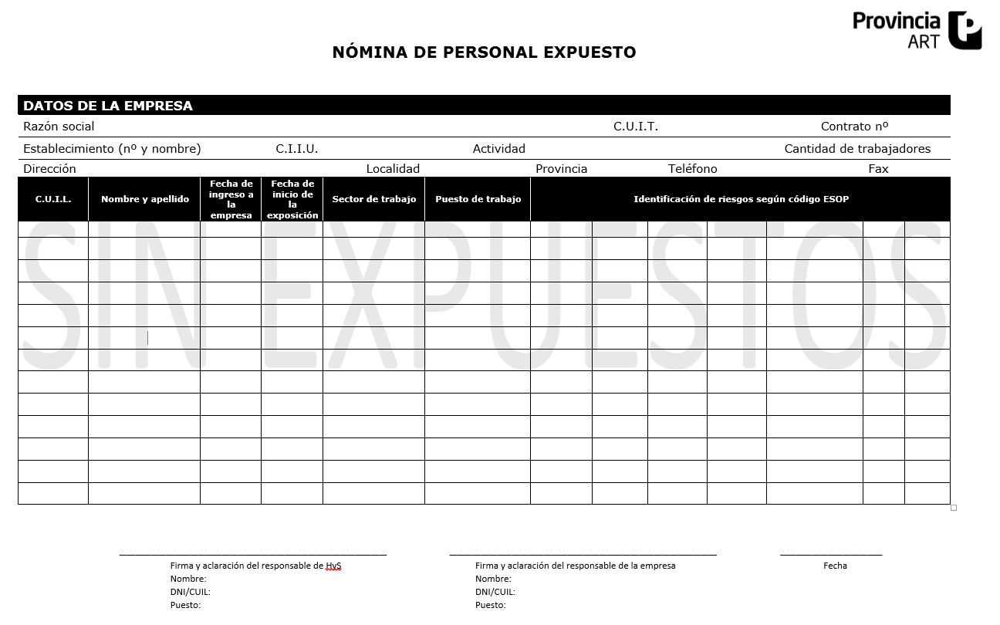 Provincia
ART
NÓMINA DE PERSONAL EXPUESTO
DATOS DE LA EMPRESA
Razón social C.U.I.T. Contrato nº
Establecimiento (nº y nombre) C.I.I.U. Actividad Cantidad de trabajadores
Dirección Localidad Provincia Teléfono Fax
C.U.I.L.
Nombre y apellido
Fecha de
ingreso a
la
empresa
Fecha de
inicio de
la
exposición
Sector de trabajo
Puesto de trabajo
Identificación de riesgos según código ESOP
SIN EXPUESTOS
Firma y aclaración del responsable de HyS
Nombre:
DNI/CUIL:
Puesto:
Firma y aclaración del responsable de la empresa
Nombre:
DNI/CUIL:
Puesto:
Fecha